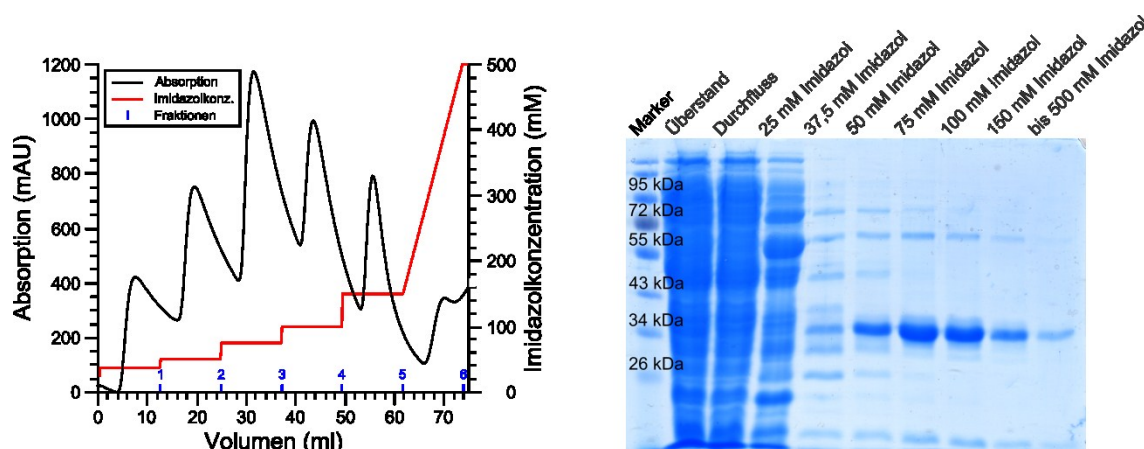 1200
1000
800
600
400
200
0
Absorption (mAU)
Absorption
Imidazolkonz.
Fraktionen
500
400
300
200
100
0
Imidazolkonzentration (mM)
1 2 3 4 5 6
0 10 20 30 40 50 60 70
Volumen (ml)
Marker
Überstand
Durchfluss
25 mM Imidazol
37,5 mM Imidazol
50 mM Imidazol
75 mM Imidazol
100 mM Imidazol
150 mM Imidazol
bis 500 mM Imidazol
95 kDa
72 kDa
55 kDa
43 kDa
34 kDa
26 kDa